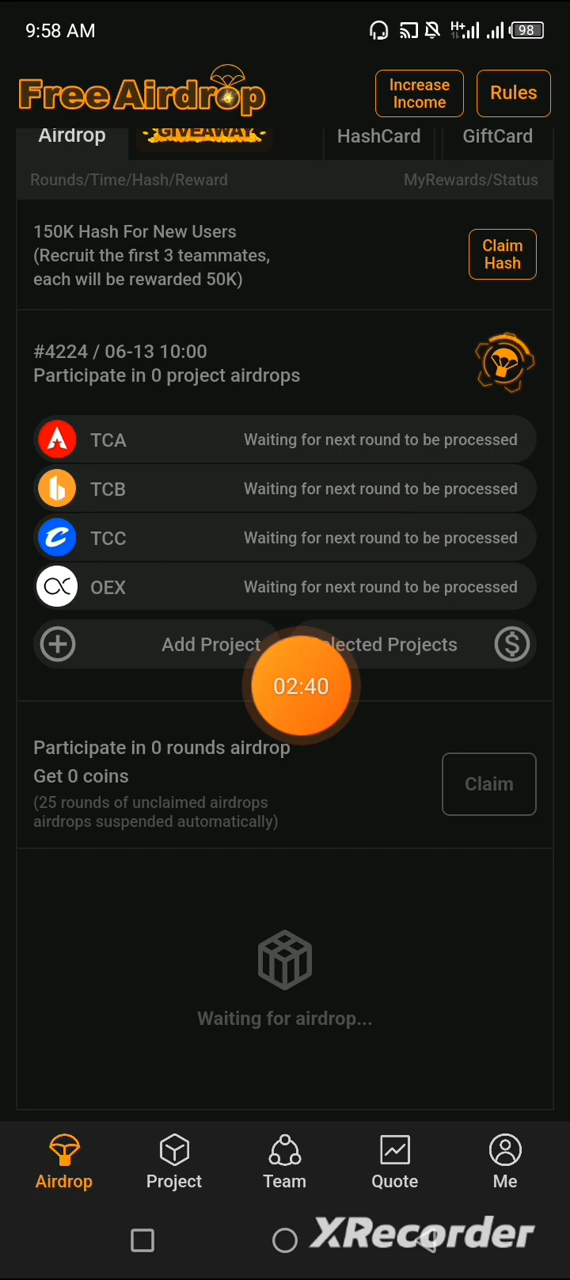 9:58 AM
H+
98
Free Airdrop
Increase
Income
Rules
Airdrop
GIVEAWAY
HashCard
GiftCard
Rounds/Time/Hash/Reward
MyRewards/Status
150K Hash For New Users
(Recruit the first 3 teammates,
each will be rewarded 50K)
Claim
Hash
#4224 / 06-13 10:00
Participate in 0 project airdrops
TCA
Waiting for next round to be processed
TCB
Waiting for next round to be processed
TCC
Waiting for next round to be processed
OEX
Waiting for next round to be processed
Add Project
Projects
02:40
Participate in 0 rounds airdrop
Get 0 coins
(25 rounds of unclaimed airdrops
airdrops suspended automatically)
Claim
Waiting for airdrop...
Airdrop
Project
Team
Quote
Me
XRecorder